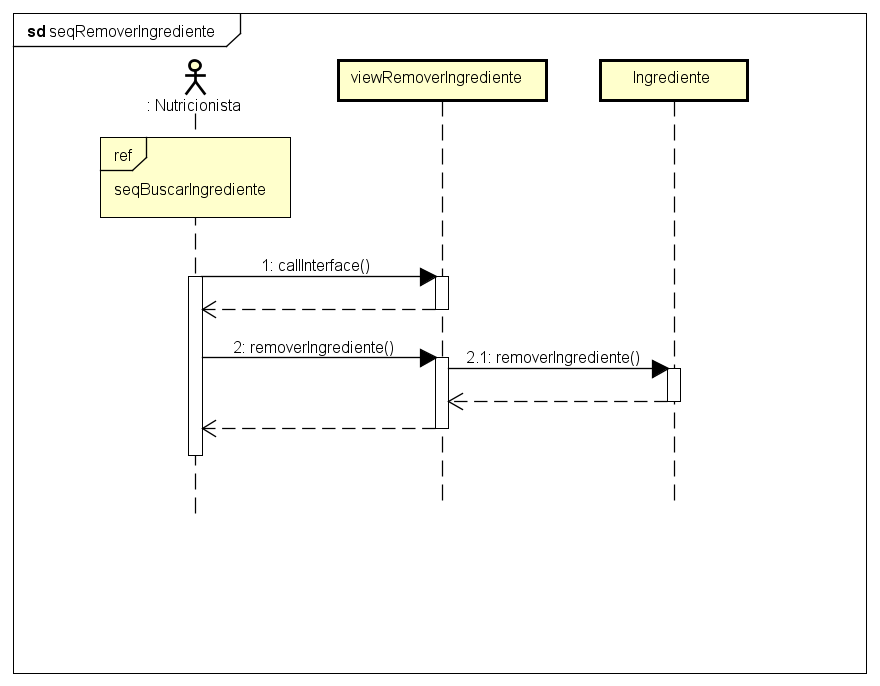 sd seqRemoverIngrediente
: Nutricionista
viewRemoverIngrediente
Ingrediente
ref
seqBuscarIngrediente
1: callInterface()
2: removerIngrediente()
2.1: removerIngrediente()